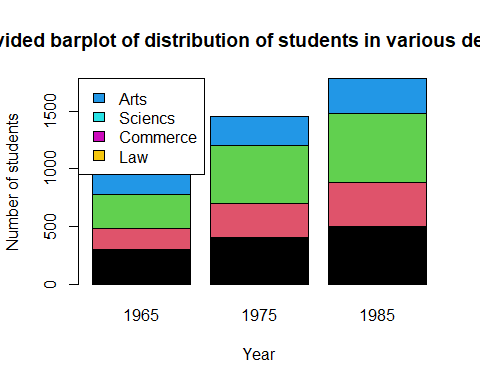 vided barplot of distribution of students in various de
Arts
Sciencs
Commerce
Law
Number of students
0
500
1000
1500
1965 1975 1985
Year